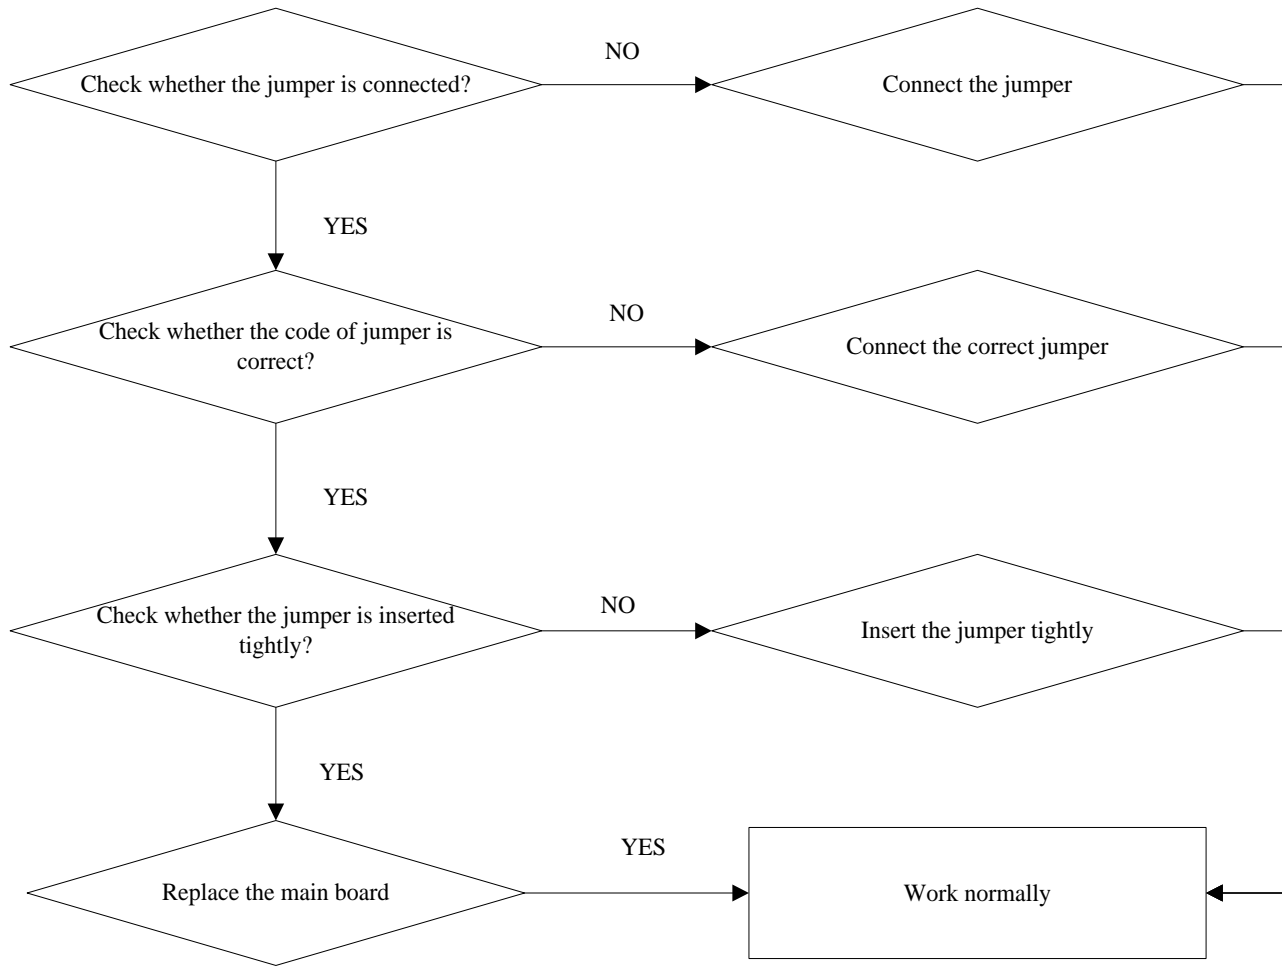 Check whether the jumper is connected?
NO
Connect the jumper
YES
Check whether the code of jumper is
correct?
NO
Connect the correct jumper
YES
Check whether the jumper is inserted
tightly?
NO
Insert the jumper tightly
YES
Replace the main board
YES
Work normally